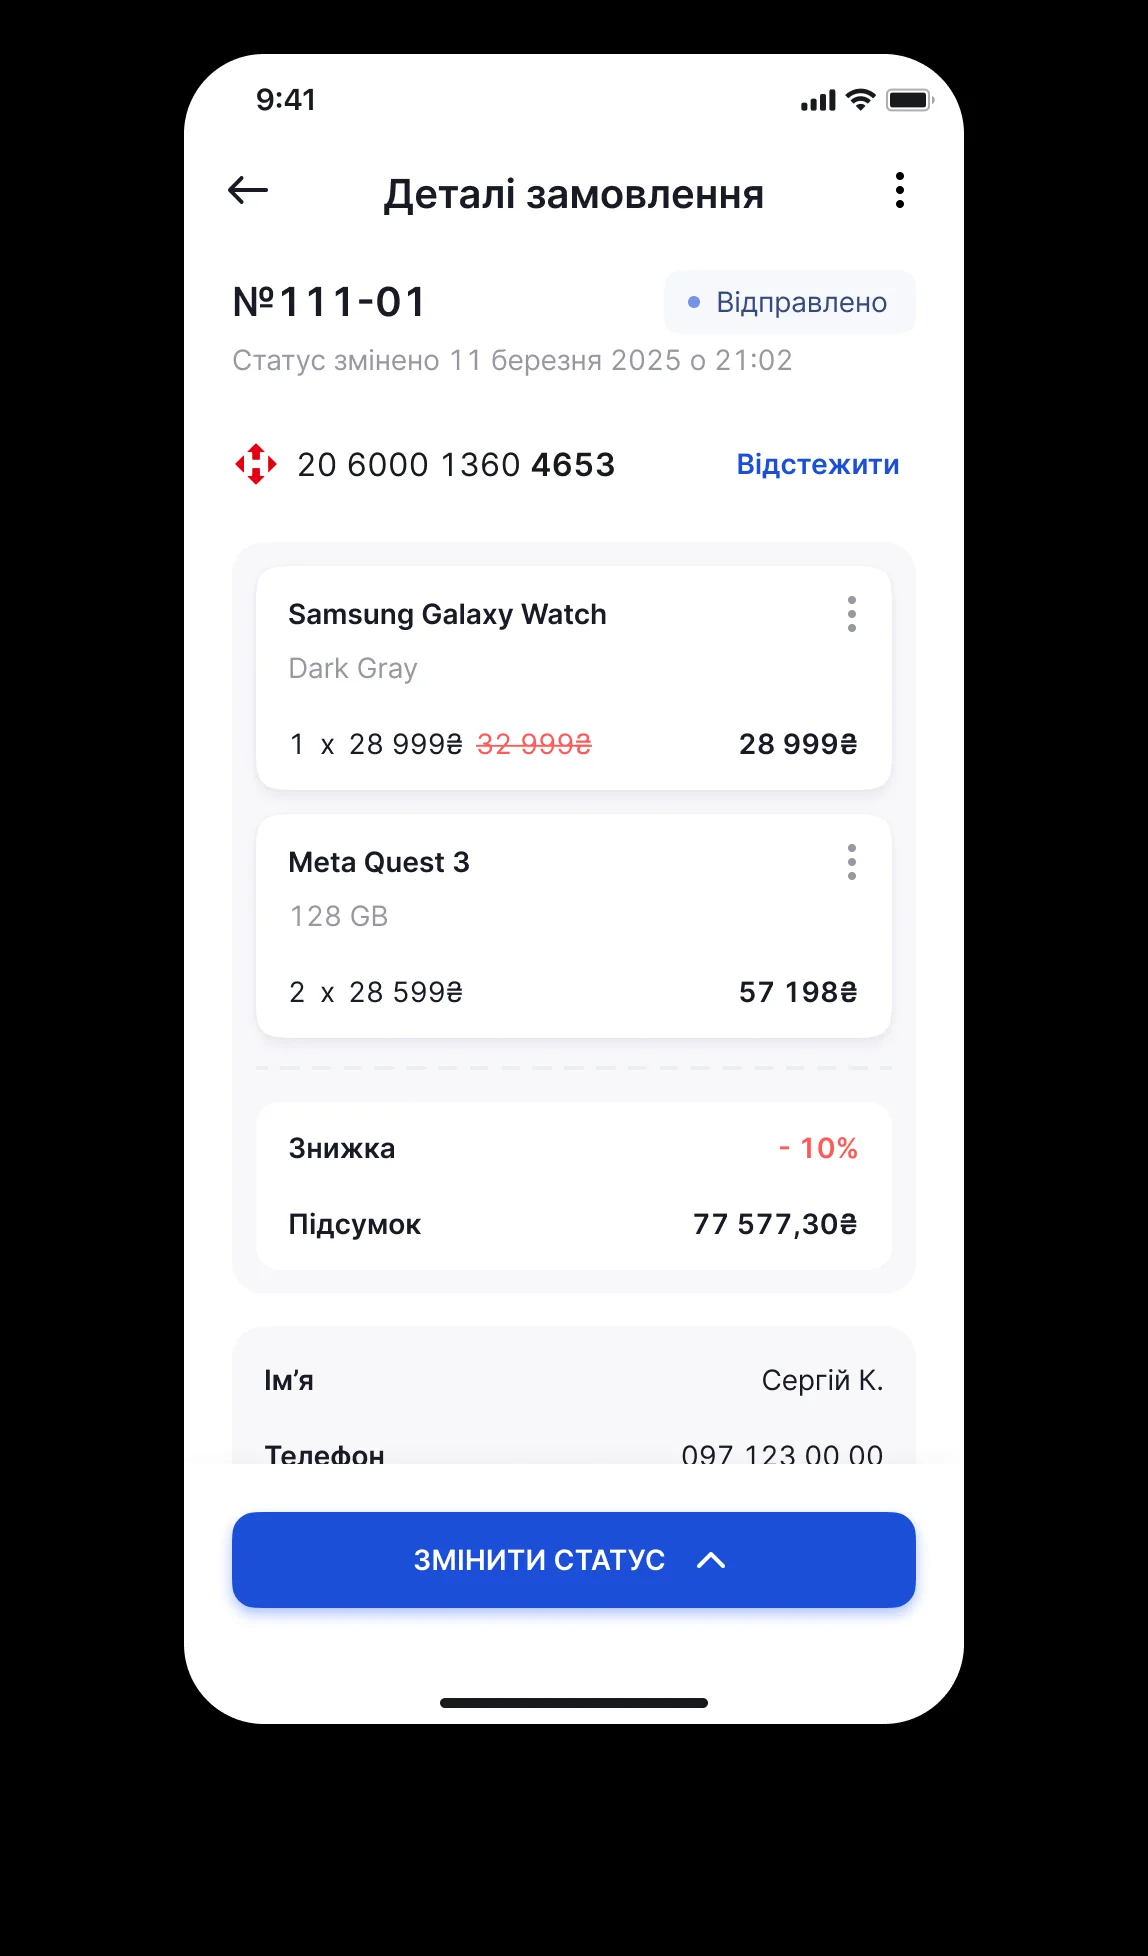 9:41
Деталі замовлення
№111-01
Відправлено
Статус змінено 11 березня 2025 о 21:02
20 6000 1360 4653
Відстежити
Samsung Galaxy Watch
Dark Gray
1 x 28 999₴ 32 999₴ 28 999₴
Meta Quest 3
128 GB
2 x 28 599₴ 57 198₴
Знижка - 10%
Підсумок 77 577,30₴
Ім’я Сергій К.
Телефон 097 123 00 00
ЗМІНИТИ СТАТУС